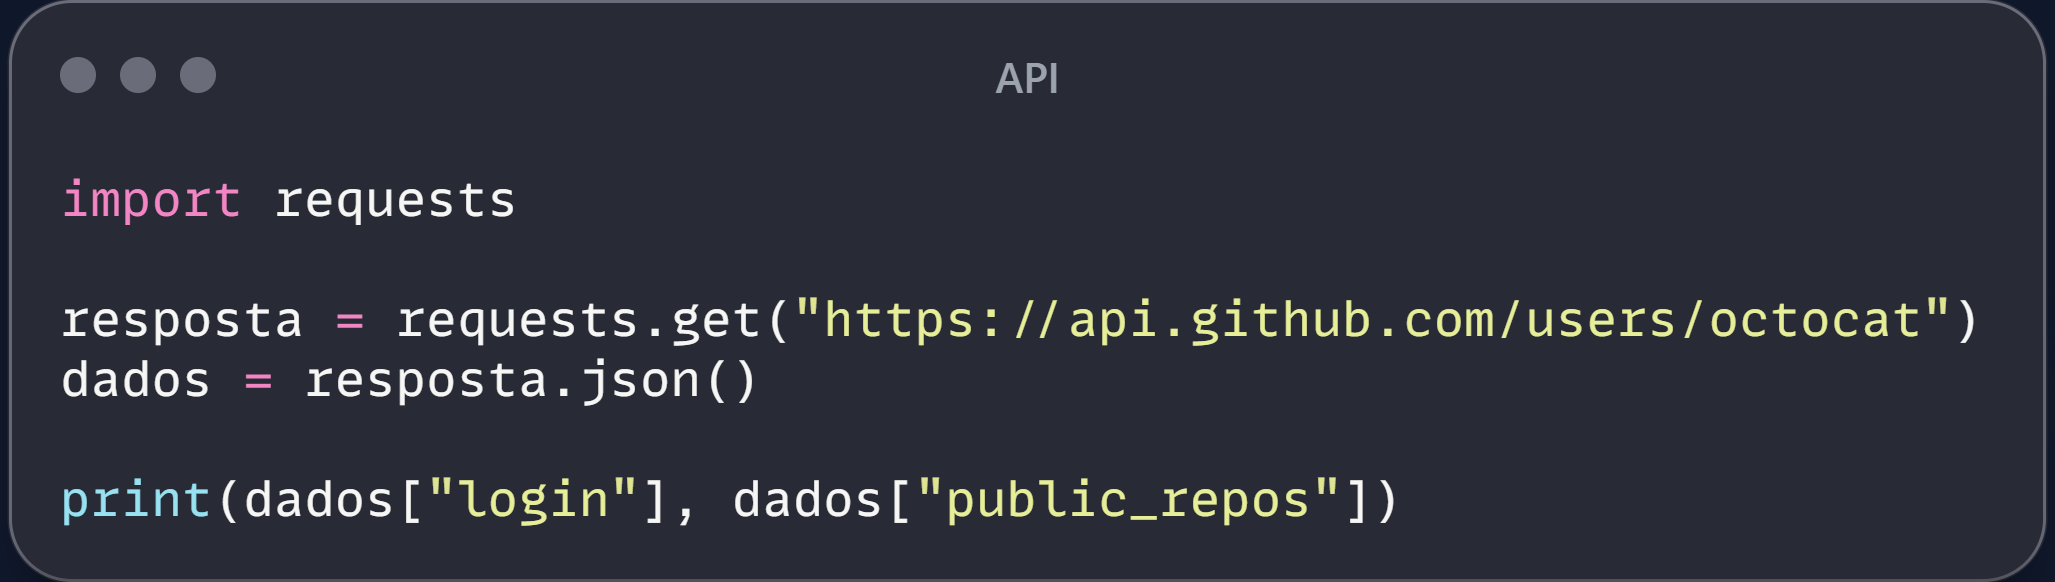 API
import requests
resposta = requests.get("https://api.github.com/users/octocat")
dados = resposta.json()
print(dados["login"], dados["public_repos"])